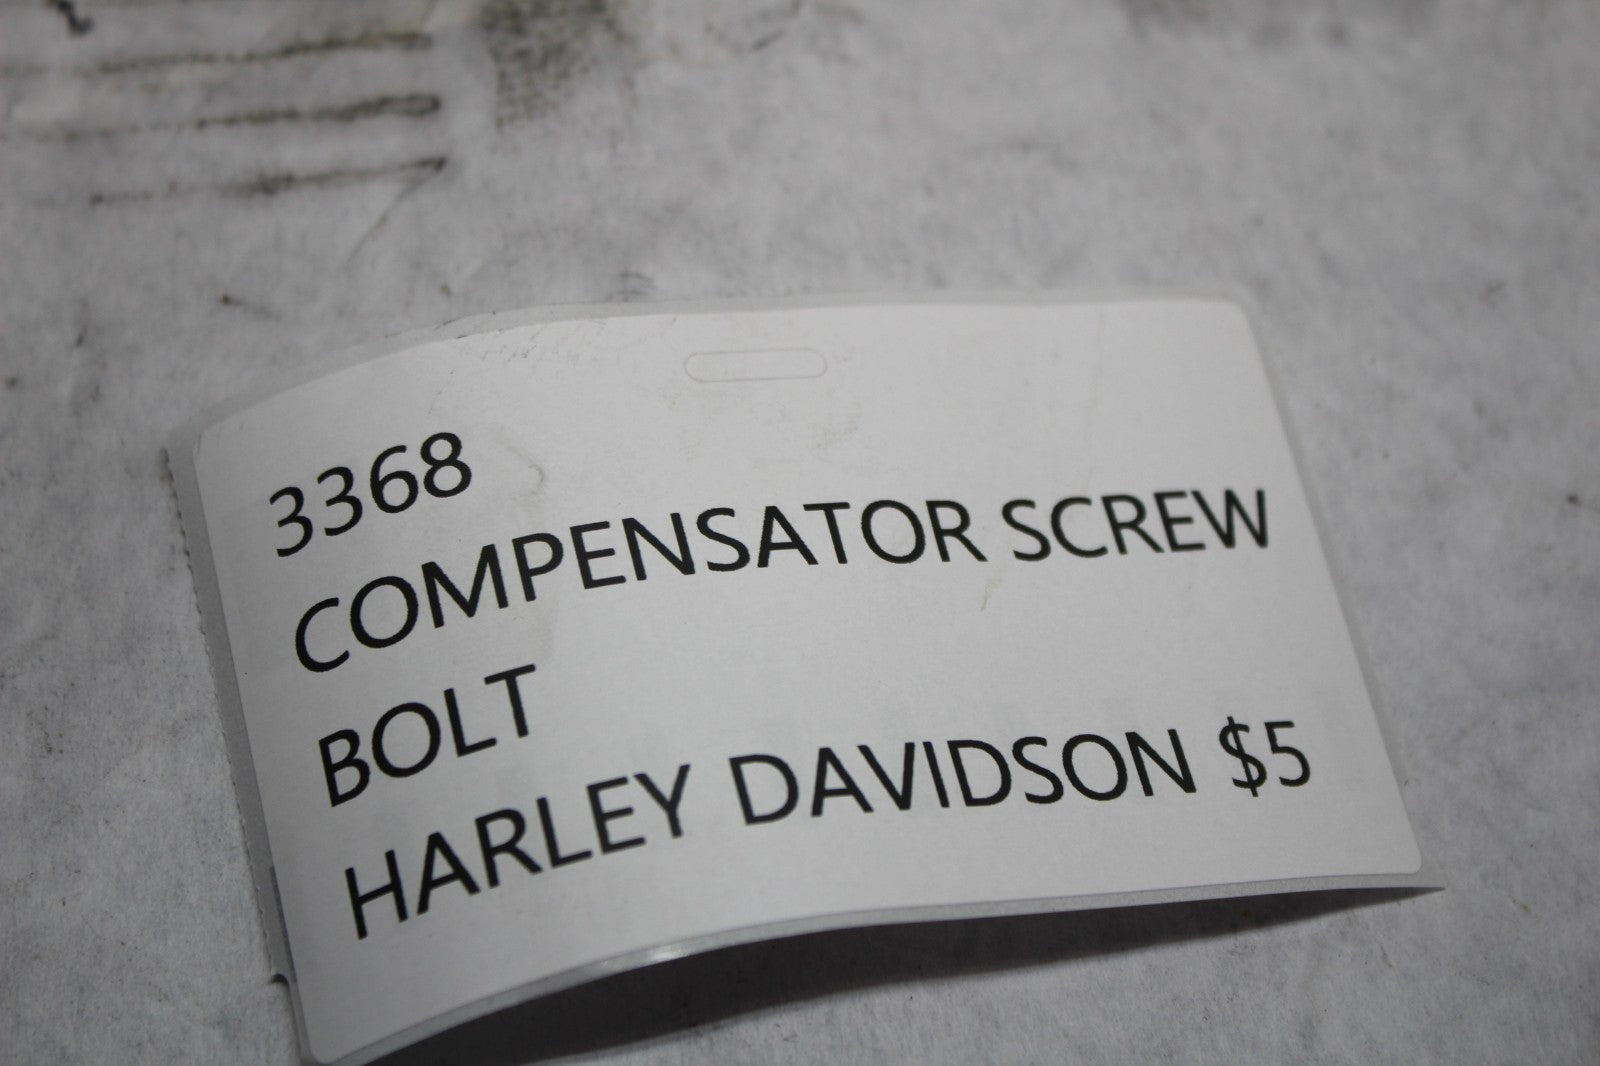 3368
COMPENSATOR SCREW
BOLT
HARLEY DAVIDSON $5